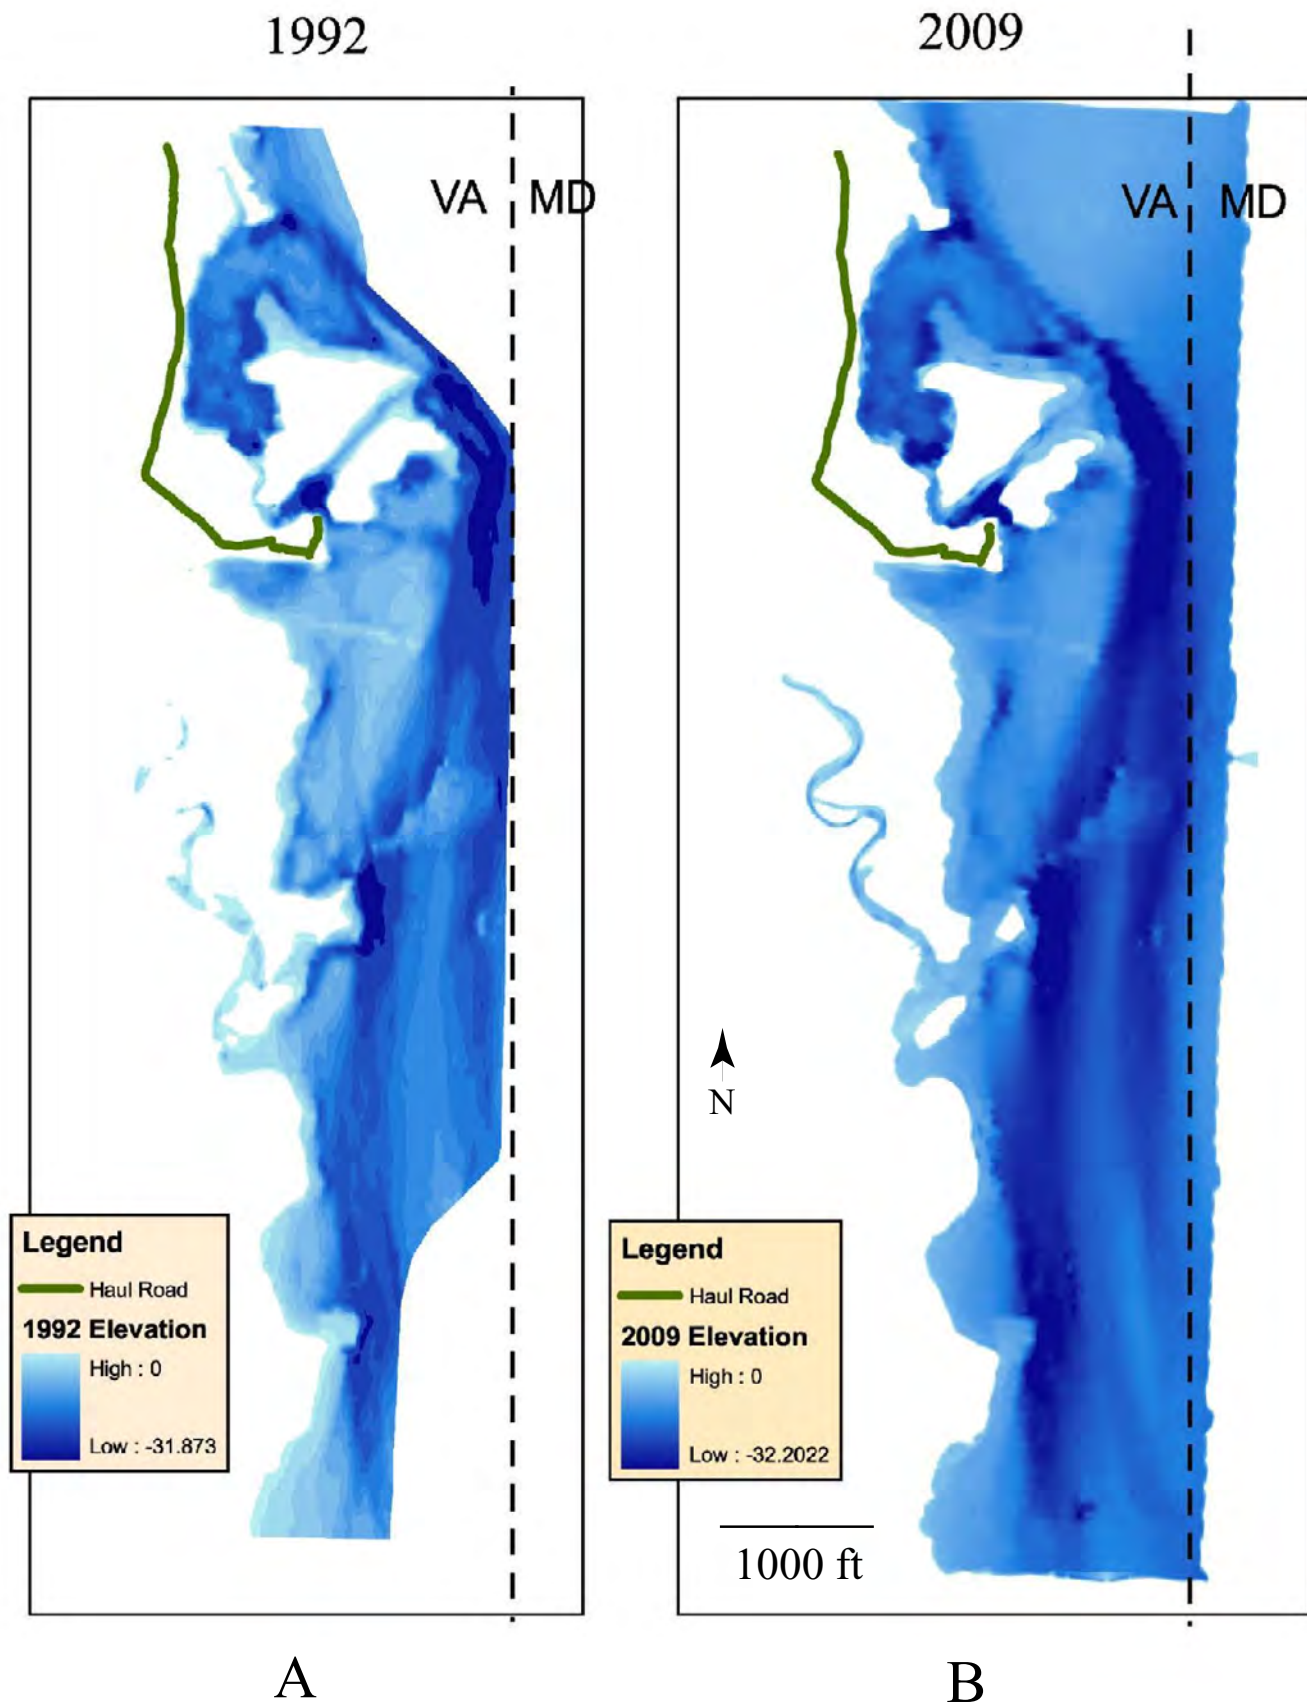 1992
2009
VA MD
VA MD
N
Legend
Haul Road
1992 Elevation
High : 0
Low : -31.873
Legend
Haul Road
2009 Elevation
High : 0
Low : -32.2022
1000 ft
A
B